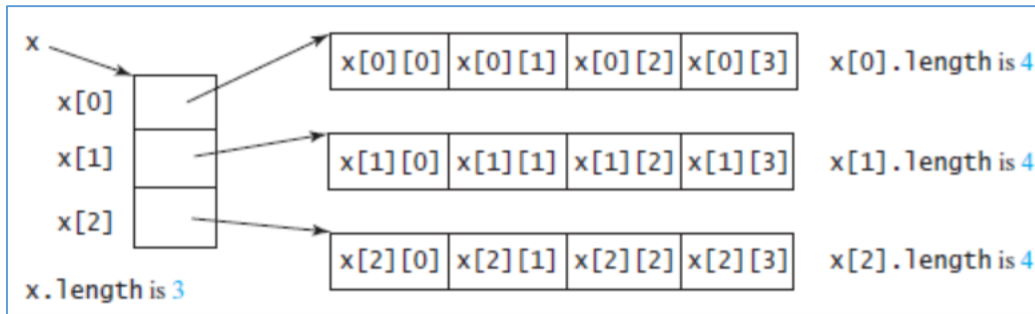 x
x[0][0] x[0][1] x[0][2] x[0][3] x[0].length is 4
x[0]
x[1]
x[1][0] x[1][1] x[1][2] x[1][3] x[1].length is 4
x[2]
x[2][0] x[2][1] x[2][2] x[2][3] x[2].length is 4
x.length is 3